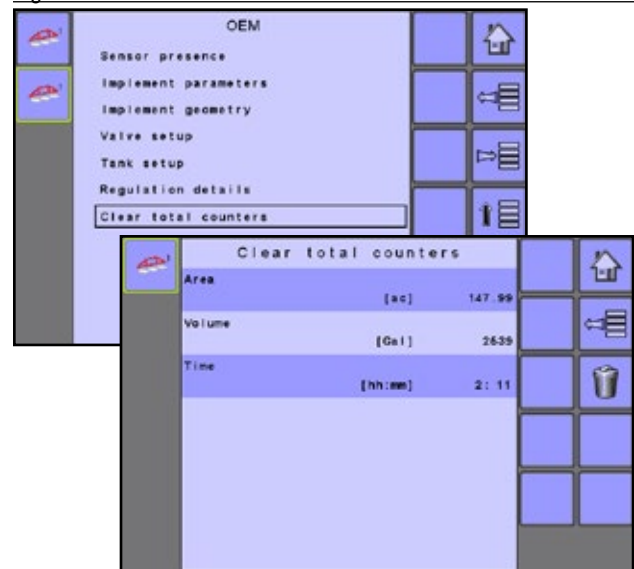 OEM
Sensor presence
Implement parameters
Implement geometry
Valve setup
Tank setup
Regulation details
Clear total counters
Clear total counters
Area
[ac] 147.99
Volume
[Gal] 2639
Time
[hh:mm] 2: 11